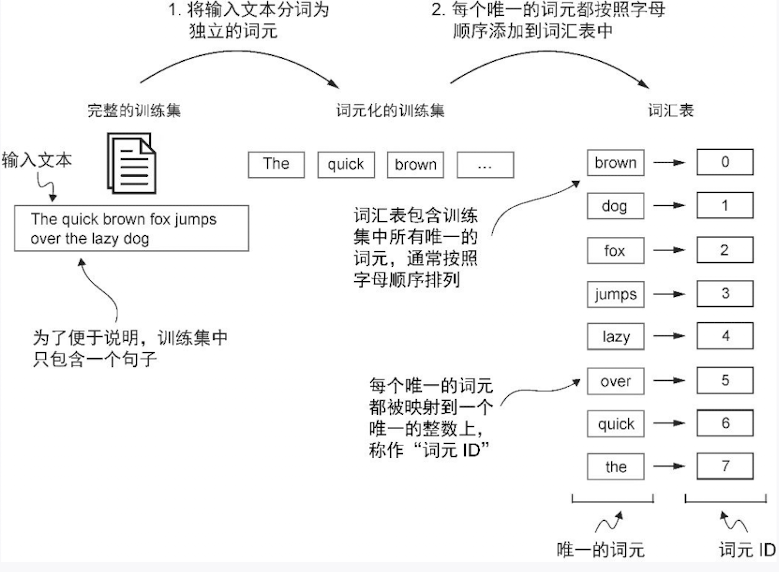 1. 将输入文本分词为
独立的词元
2. 每个唯一的词元都按照字母
顺序添加到词汇表中
完整的训练集
词元化的训练集
词汇表
输入文本
The quick brown fox jumps
over the lazy dog
为了便于说明，训练集中
只包含一个句子
The
quick
brown
...
词汇表包含训练
集中所有唯一的
词元，通常按照
字母顺序排列
每个唯一的词元
都被映射到一个
唯一的整数上，
称作“词元 ID”
brown 0
dog 1
fox 2
jumps 3
lazy 4
over 5
quick 6
the 7
唯一的词元
词元 ID